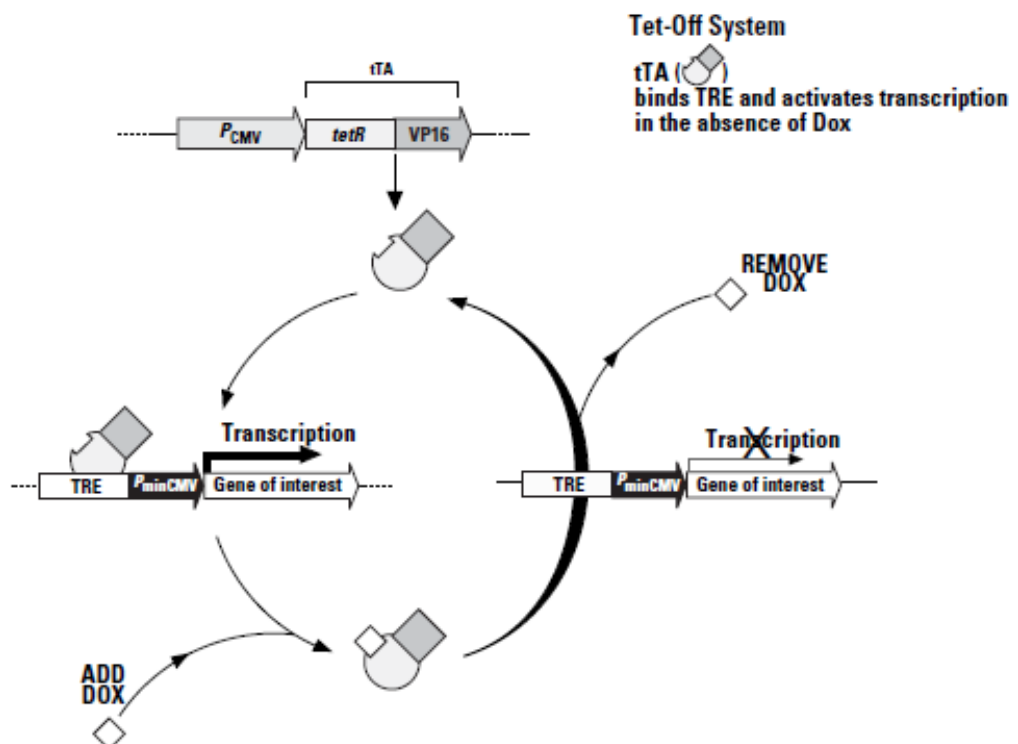 Tet-Off System
tTA ( )
binds TRE and activates transcription
in the absence of Dox
tTA
PCMV tetR VP16
REMOVE
DOX
Transcription
TRE PminCMV Gene of interest
Transcription
TRE PminCMV Gene of interest
ADD
DOX